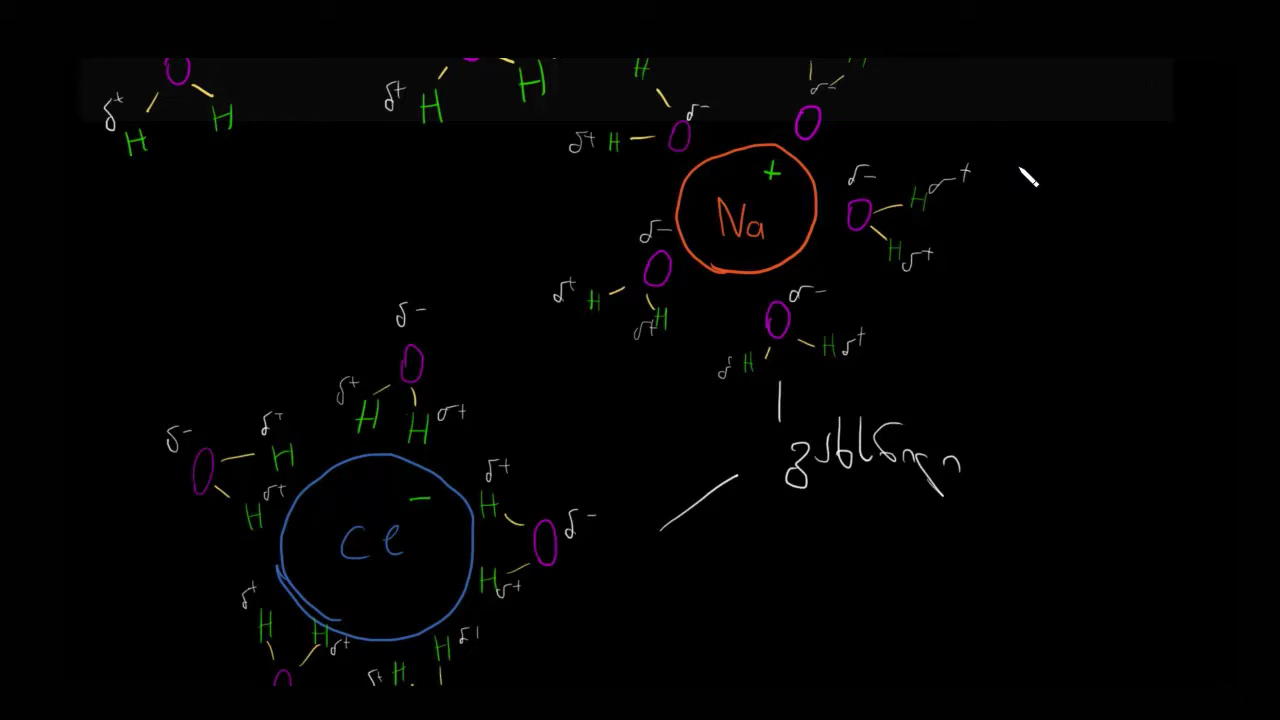 O
δ+ H H
δ+ H H
H
δ+ H O δ-
H
δ- O
Na +
δ- O H δ+
H δ+
δ- O
δ+ H H δ+
δ- O
δ H H δ+
δ- O
δ+ H H δ+
δ- O
δ+ H
H δ+
Cl -
δ+ H
O δ-
H δ+
გახსნილი
δ+ H H δ+
O
δ+ H
H